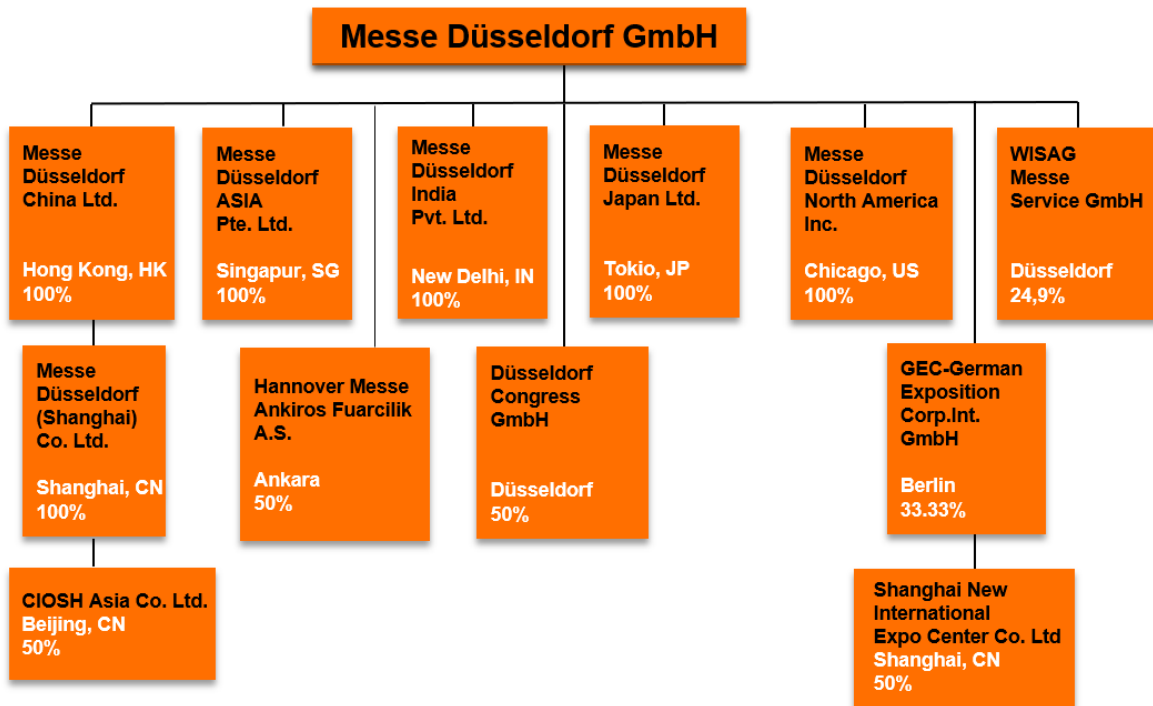 Messe Düsseldorf GmbH
Messe
Düsseldorf
China Ltd.
Hong Kong, HK
100%
Messe
Düsseldorf
ASIA
Pte. Ltd.
Singapur, SG
100%
Messe
Düsseldorf
India
Pvt. Ltd.
New Delhi, IN
100%
Messe
Düsseldorf
Japan Ltd.
Tokio, JP
100%
Messe
Düsseldorf
North America
Inc.
Chicago, US
100%
WISAG
Messe
Service GmbH
Düsseldorf
24,9%
Messe
Düsseldorf
(Shanghai)
Co. Ltd.
Shanghai, CN
100%
Hannover Messe
Ankiros Fuarcilik
A.S.
Ankara
50%
Düsseldorf
Congress
GmbH
Düsseldorf
50%
GEC-German
Exposition
Corp.Int.
GmbH
Berlin
33.33%
CIOSH Asia Co. Ltd.
Beijing, CN
50%
Shanghai New
International
Expo Center Co. Ltd
Shanghai, CN
50%